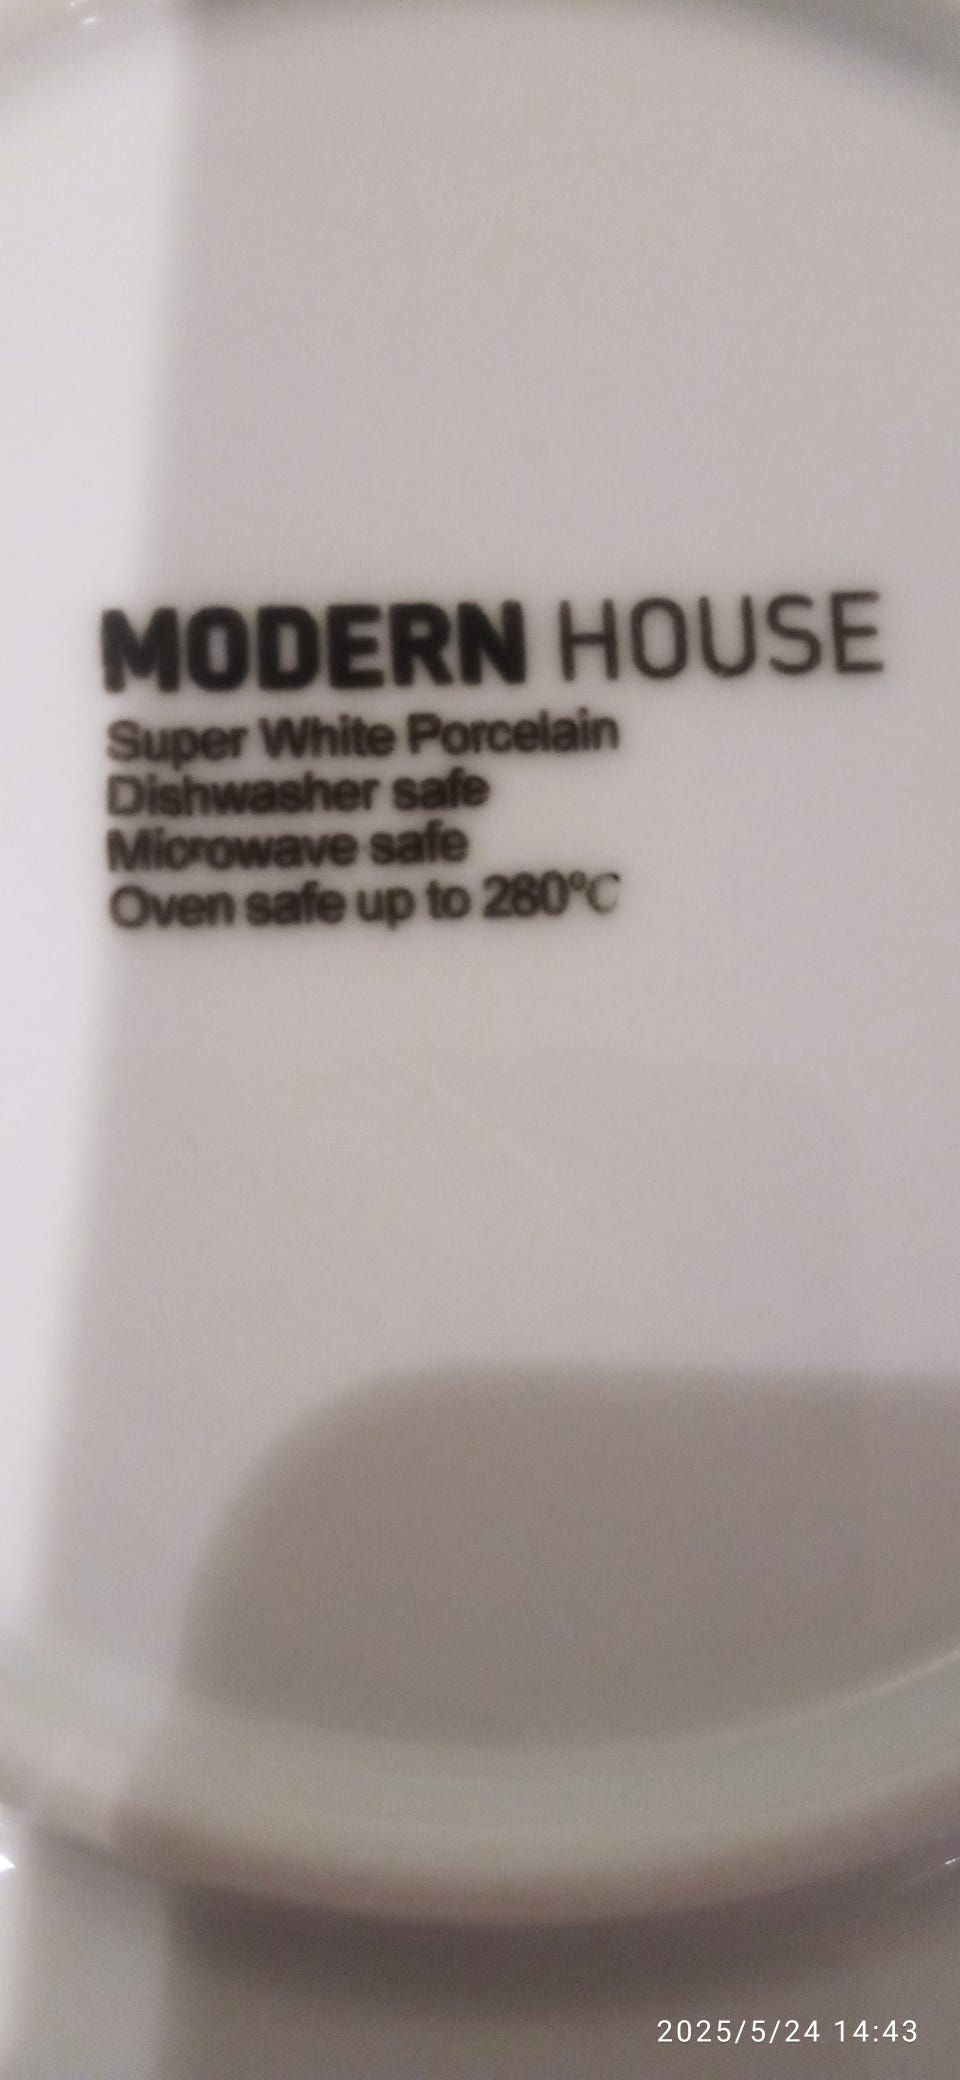 MODERN HOUSE
Super White Porcelain
Dishwasher safe
Microwave safe
Oven safe up to 280°C
2025/5/24 14:43